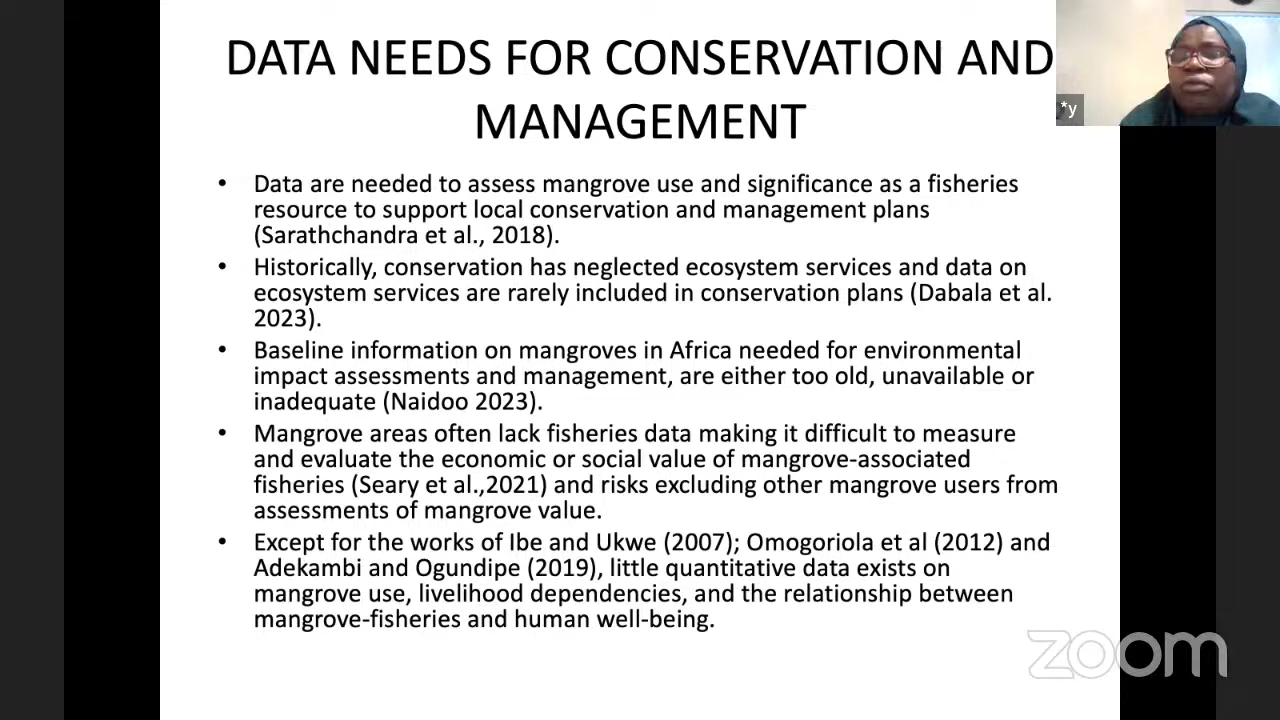 DATA NEEDS FOR CONSERVATION AND
MANAGEMENT
*y
• Data are needed to assess mangrove use and significance as a fisheries
resource to support local conservation and management plans
(Sarathchandra et al., 2018).
• Historically, conservation has neglected ecosystem services and data on
ecosystem services are rarely included in conservation plans (Dabala et al.
2023).
• Baseline information on mangroves in Africa needed for environmental
impact assessments and management, are either too old, unavailable or
inadequate (Naidoo 2023).
• Mangrove areas often lack fisheries data making it difficult to measure
and evaluate the economic or social value of mangrove-associated
fisheries (Seary et al.,2021) and risks excluding other mangrove users from
assessments of mangrove value.
• Except for the works of Ibe and Ukwe (2007); Omogoriola et al (2012) and
Adekambi and Ogundipe (2019), little quantitative data exists on
mangrove use, livelihood dependencies, and the relationship between
mangrove-fisheries and human well-being.
zoom